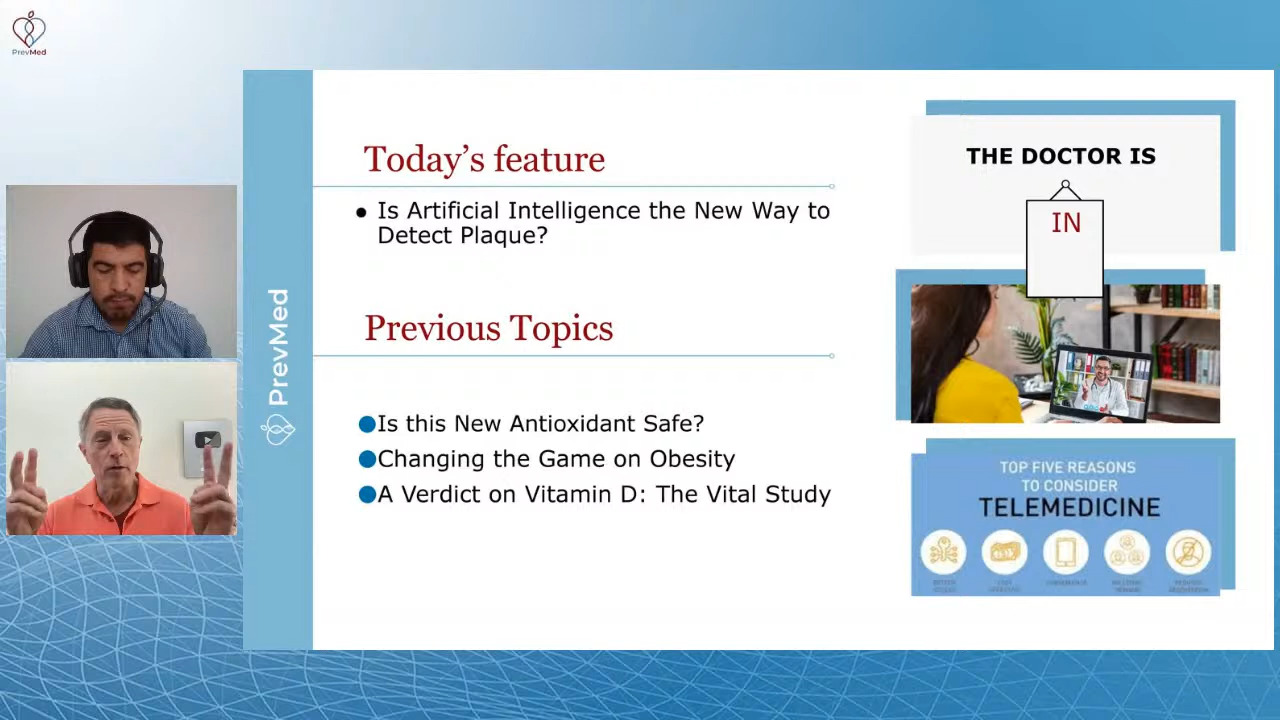 PrevMed
PrevMed
Today's feature
• Is Artificial Intelligence the New Way to
Detect Plaque?
Previous Topics
Is this New Antioxidant Safe?
Changing the Game on Obesity
A Verdict on Vitamin D: The Vital Study
THE DOCTOR IS
IN
TOP FIVE REASONS
TO CONSIDER
TELEMEDICINE